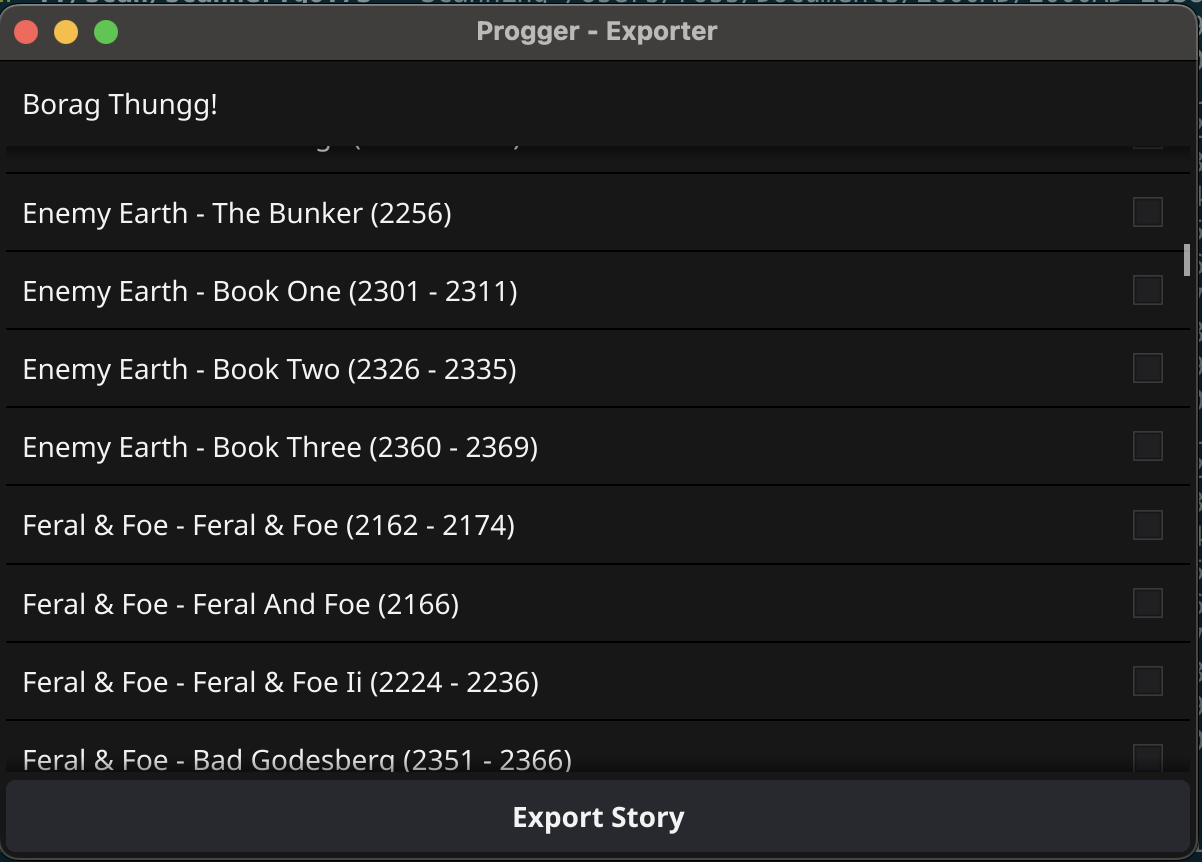 Progger - Exporter
Borag Thungg!
Enemy Earth - The Bunker (2256)
Enemy Earth - Book One (2301 - 2311)
Enemy Earth - Book Two (2326 - 2335)
Enemy Earth - Book Three (2360 - 2369)
Feral & Foe - Feral & Foe (2162 - 2174)
Feral & Foe - Feral And Foe (2166)
Feral & Foe - Feral & Foe Ii (2224 - 2236)
Feral & Foe - Bad Godesberg (2351 - 2366)
Export Story